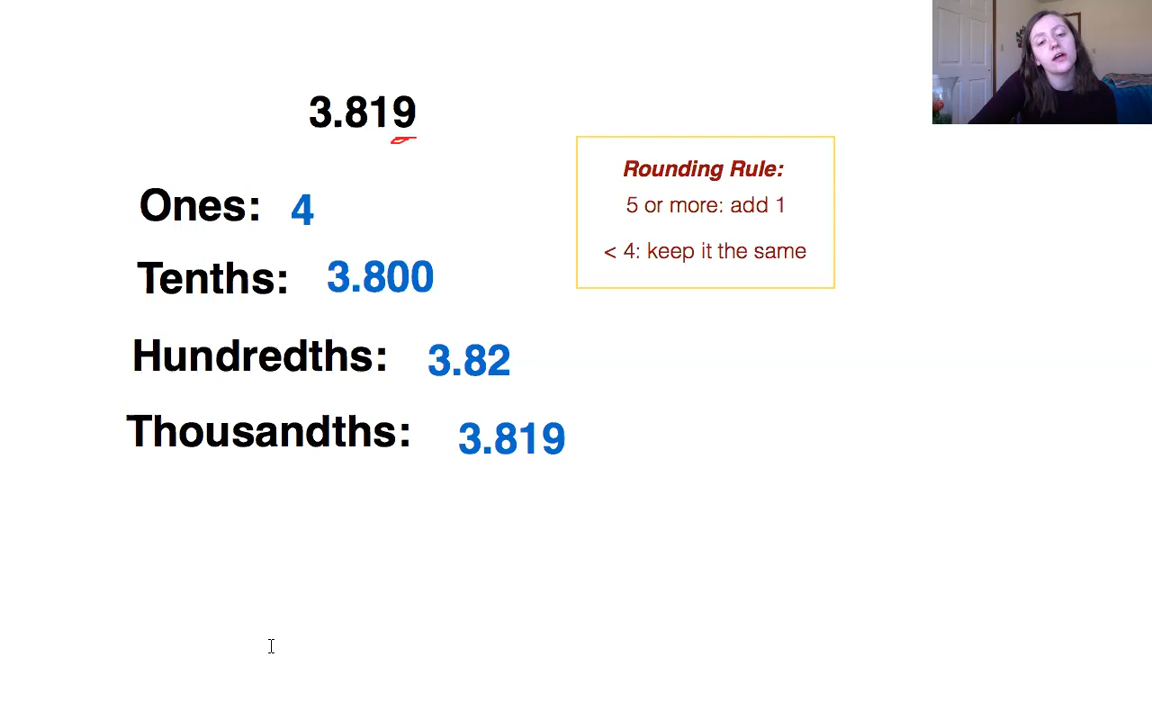 3.819
Rounding Rule:
5 or more: add 1
< 4: keep it the same
Ones: 4
Tenths: 3.800
Hundredths: 3.82
Thousandths: 3.819